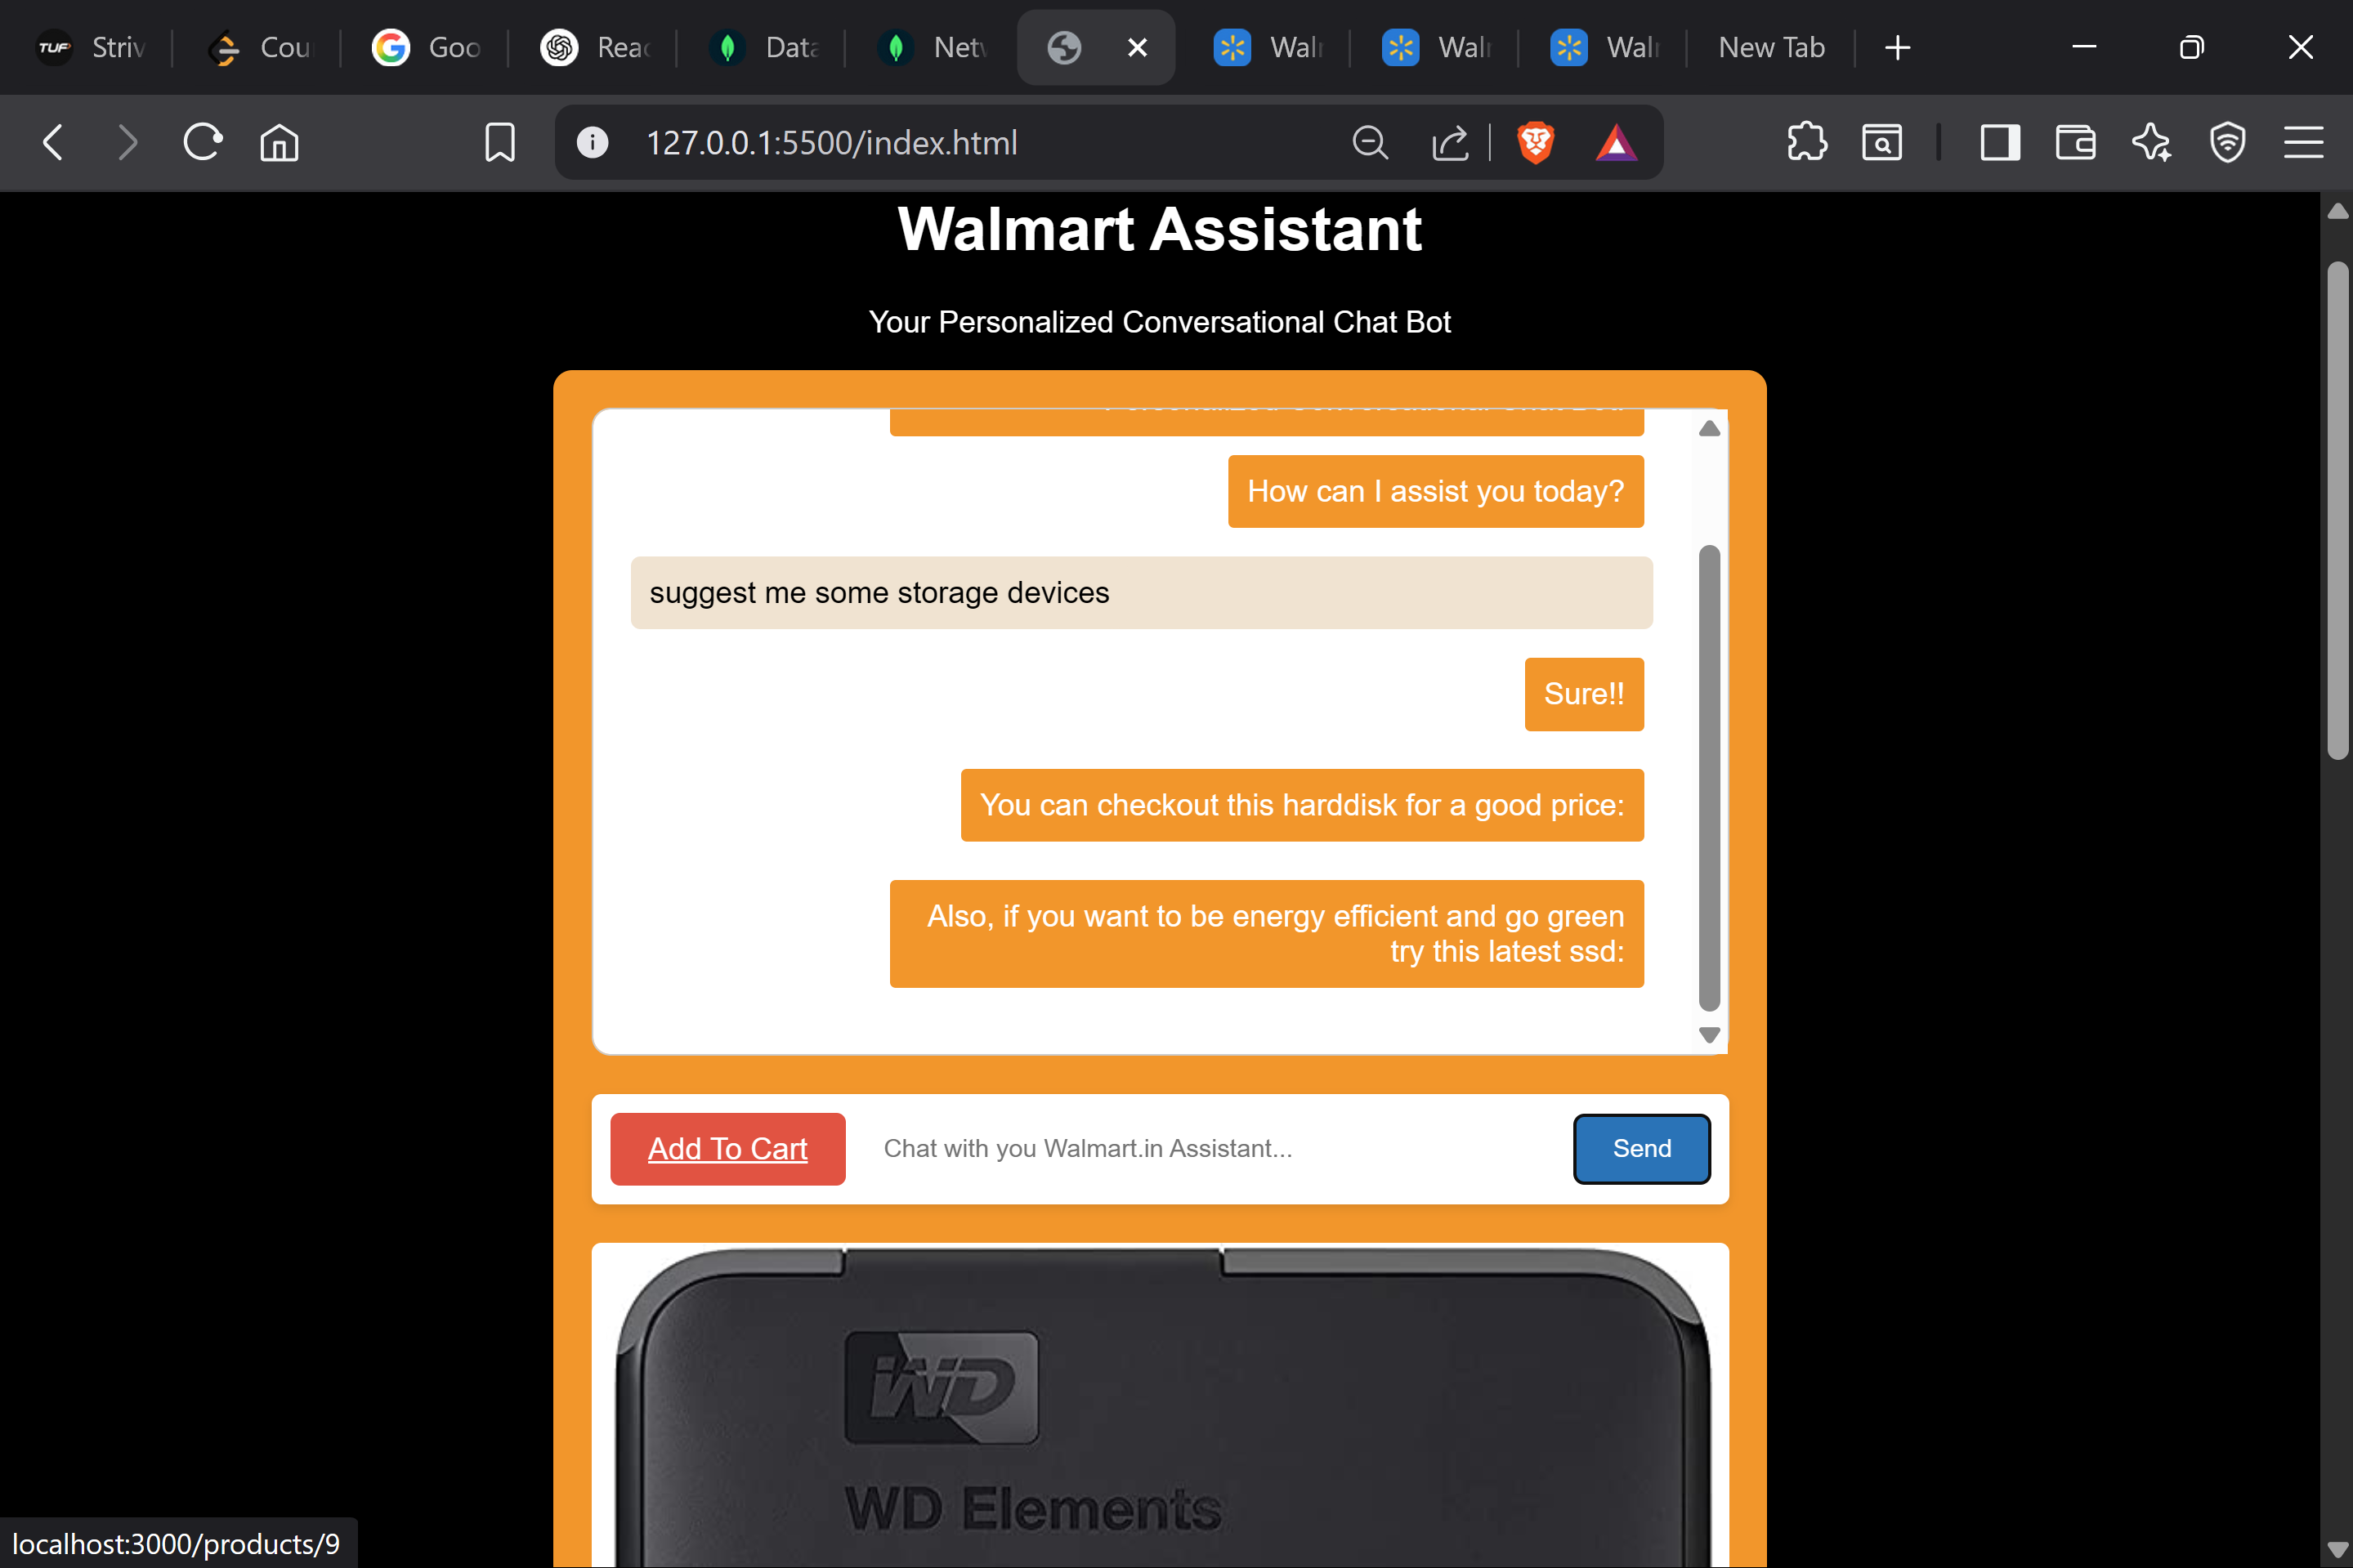 TUF Striv
Cou
Goo
Rea
Data
Net
Wal
Wal
Wal
New Tab
127.0.0.1:5500/index.html
Walmart Assistant
Your Personalized Conversational Chat Bot
How can I assist you today?
suggest me some storage devices
Sure!!
You can checkout this harddisk for a good price:
Also, if you want to be energy efficient and go green
try this latest ssd:
Add To Cart
Chat with you Walmart.in Assistant...
Send
WD
WD Elements
localhost:3000/products/9